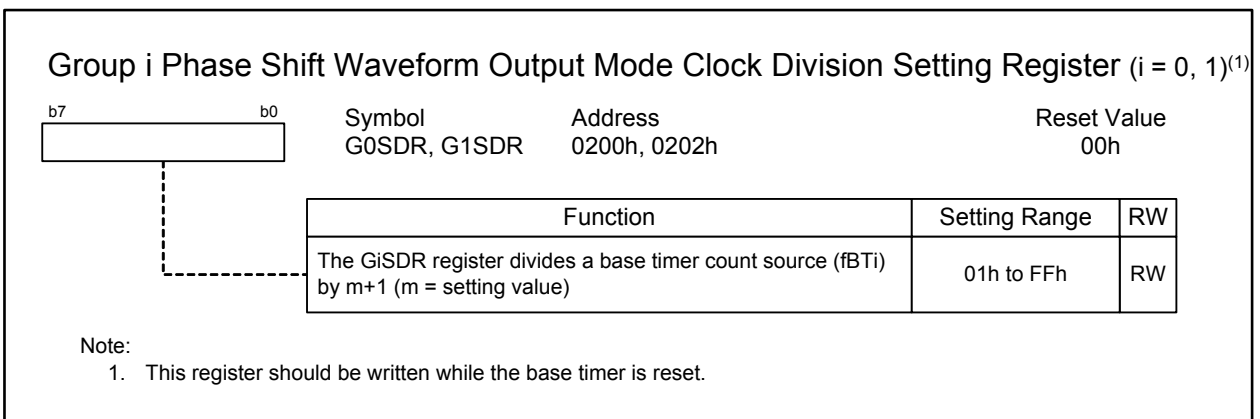 Group i Phase Shift Waveform Output Mode Clock Division Setting Register (i = 0, 1)(1)
b7 b0
Symbol Address Reset Value
G0SDR, G1SDR 0200h, 0202h 00h
Function Setting Range RW
The GiSDR register divides a base timer count source (fBTi)
by m+1 (m = setting value)
01h to FFh RW
Note:
1. This register should be written while the base timer is reset.